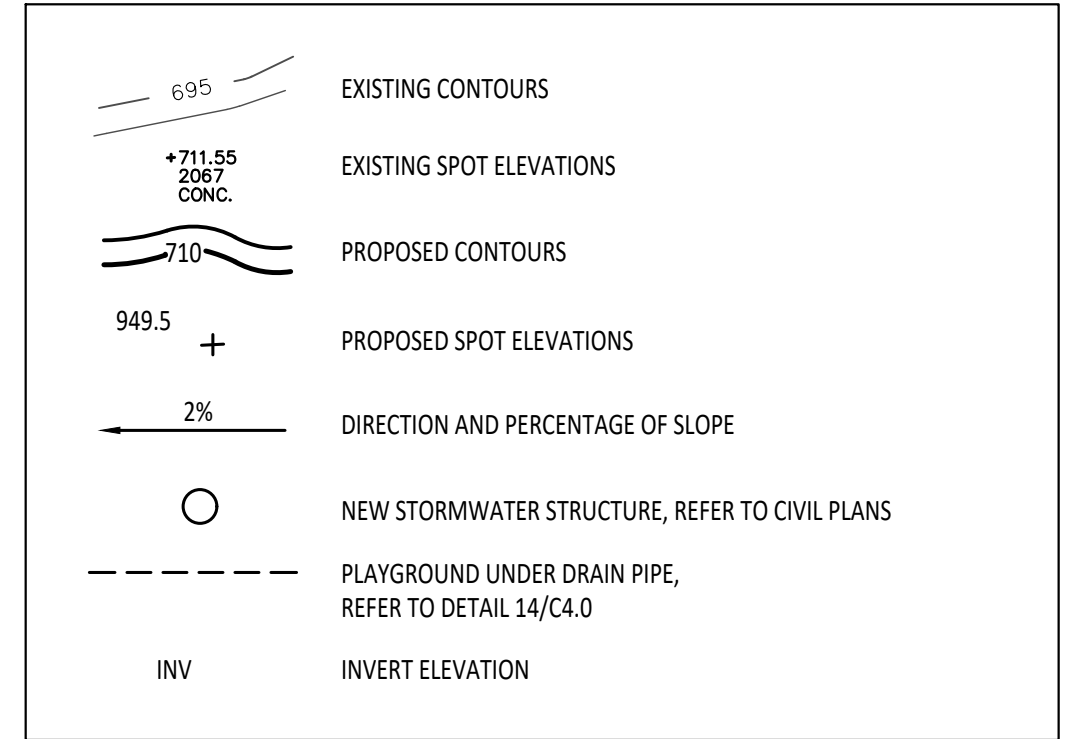 695 EXISTING CONTOURS
+711.55
2067
CONC.
EXISTING SPOT ELEVATIONS
710 PROPOSED CONTOURS
949.5
PROPOSED SPOT ELEVATIONS
2%
DIRECTION AND PERCENTAGE OF SLOPE
NEW STORMWATER STRUCTURE, REFER TO CIVIL PLANS
PLAYGROUND UNDER DRAIN PIPE,
REFER TO DETAIL 14/C4.0
INV INVERT ELEVATION